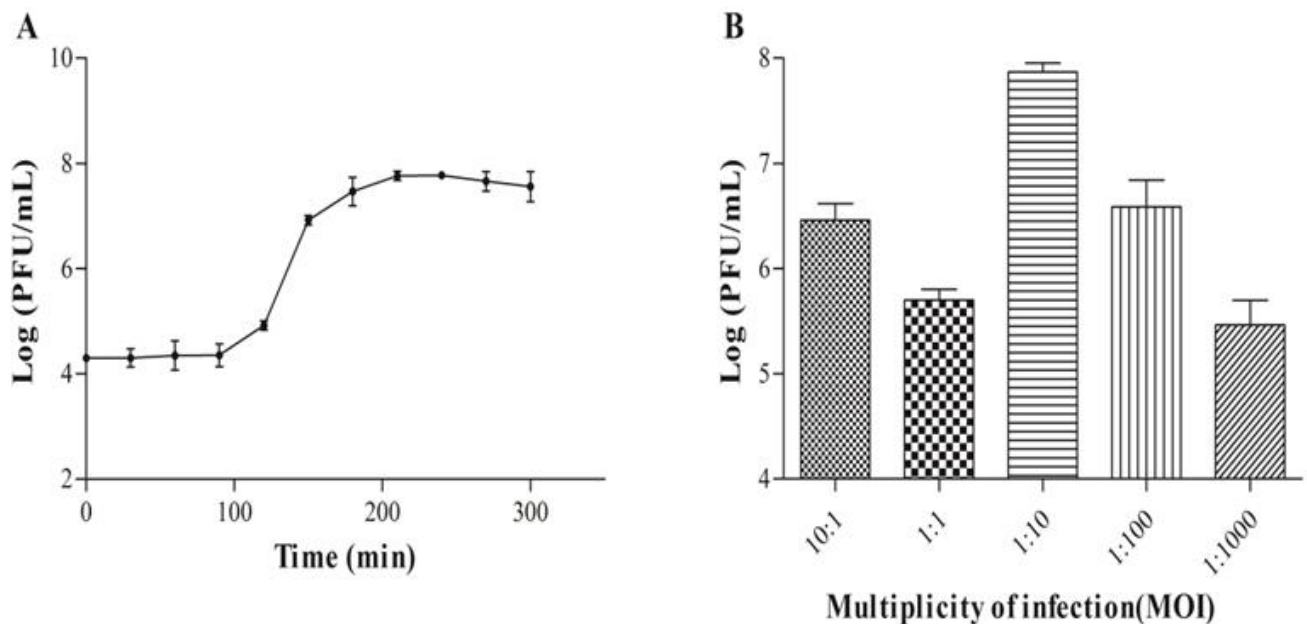 A
10
8
6
4
2
Log (PFU/mL)
0 100 200 300
Time (min)
B
8
7
6
5
4
Log (PFU/mL)
10:1 1:1 1:10 1:100 1:1000
Multiplicity of infection(MOI)